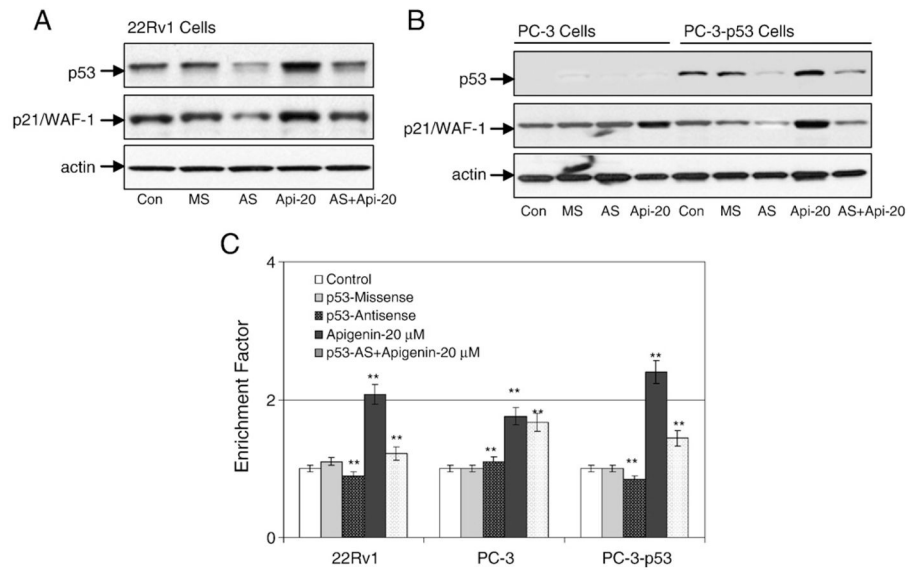 A
22Rv1 Cells
p53
p21/WAF-1
actin
Con MS AS Api-20 AS+Api-20
B
PC-3 Cells PC-3-p53 Cells
p53
p21/WAF-1
actin
Con MS AS Api-20 Con MS AS Api-20 AS+Api-20
C
Enrichment Factor
4
2
0
Control
p53-Missense
p53-Antisense
Apigenin-20 μM
p53-AS+Apigenin-20 μM
** ** **
** ** **
** ** **
22Rv1 PC-3 PC-3-p53